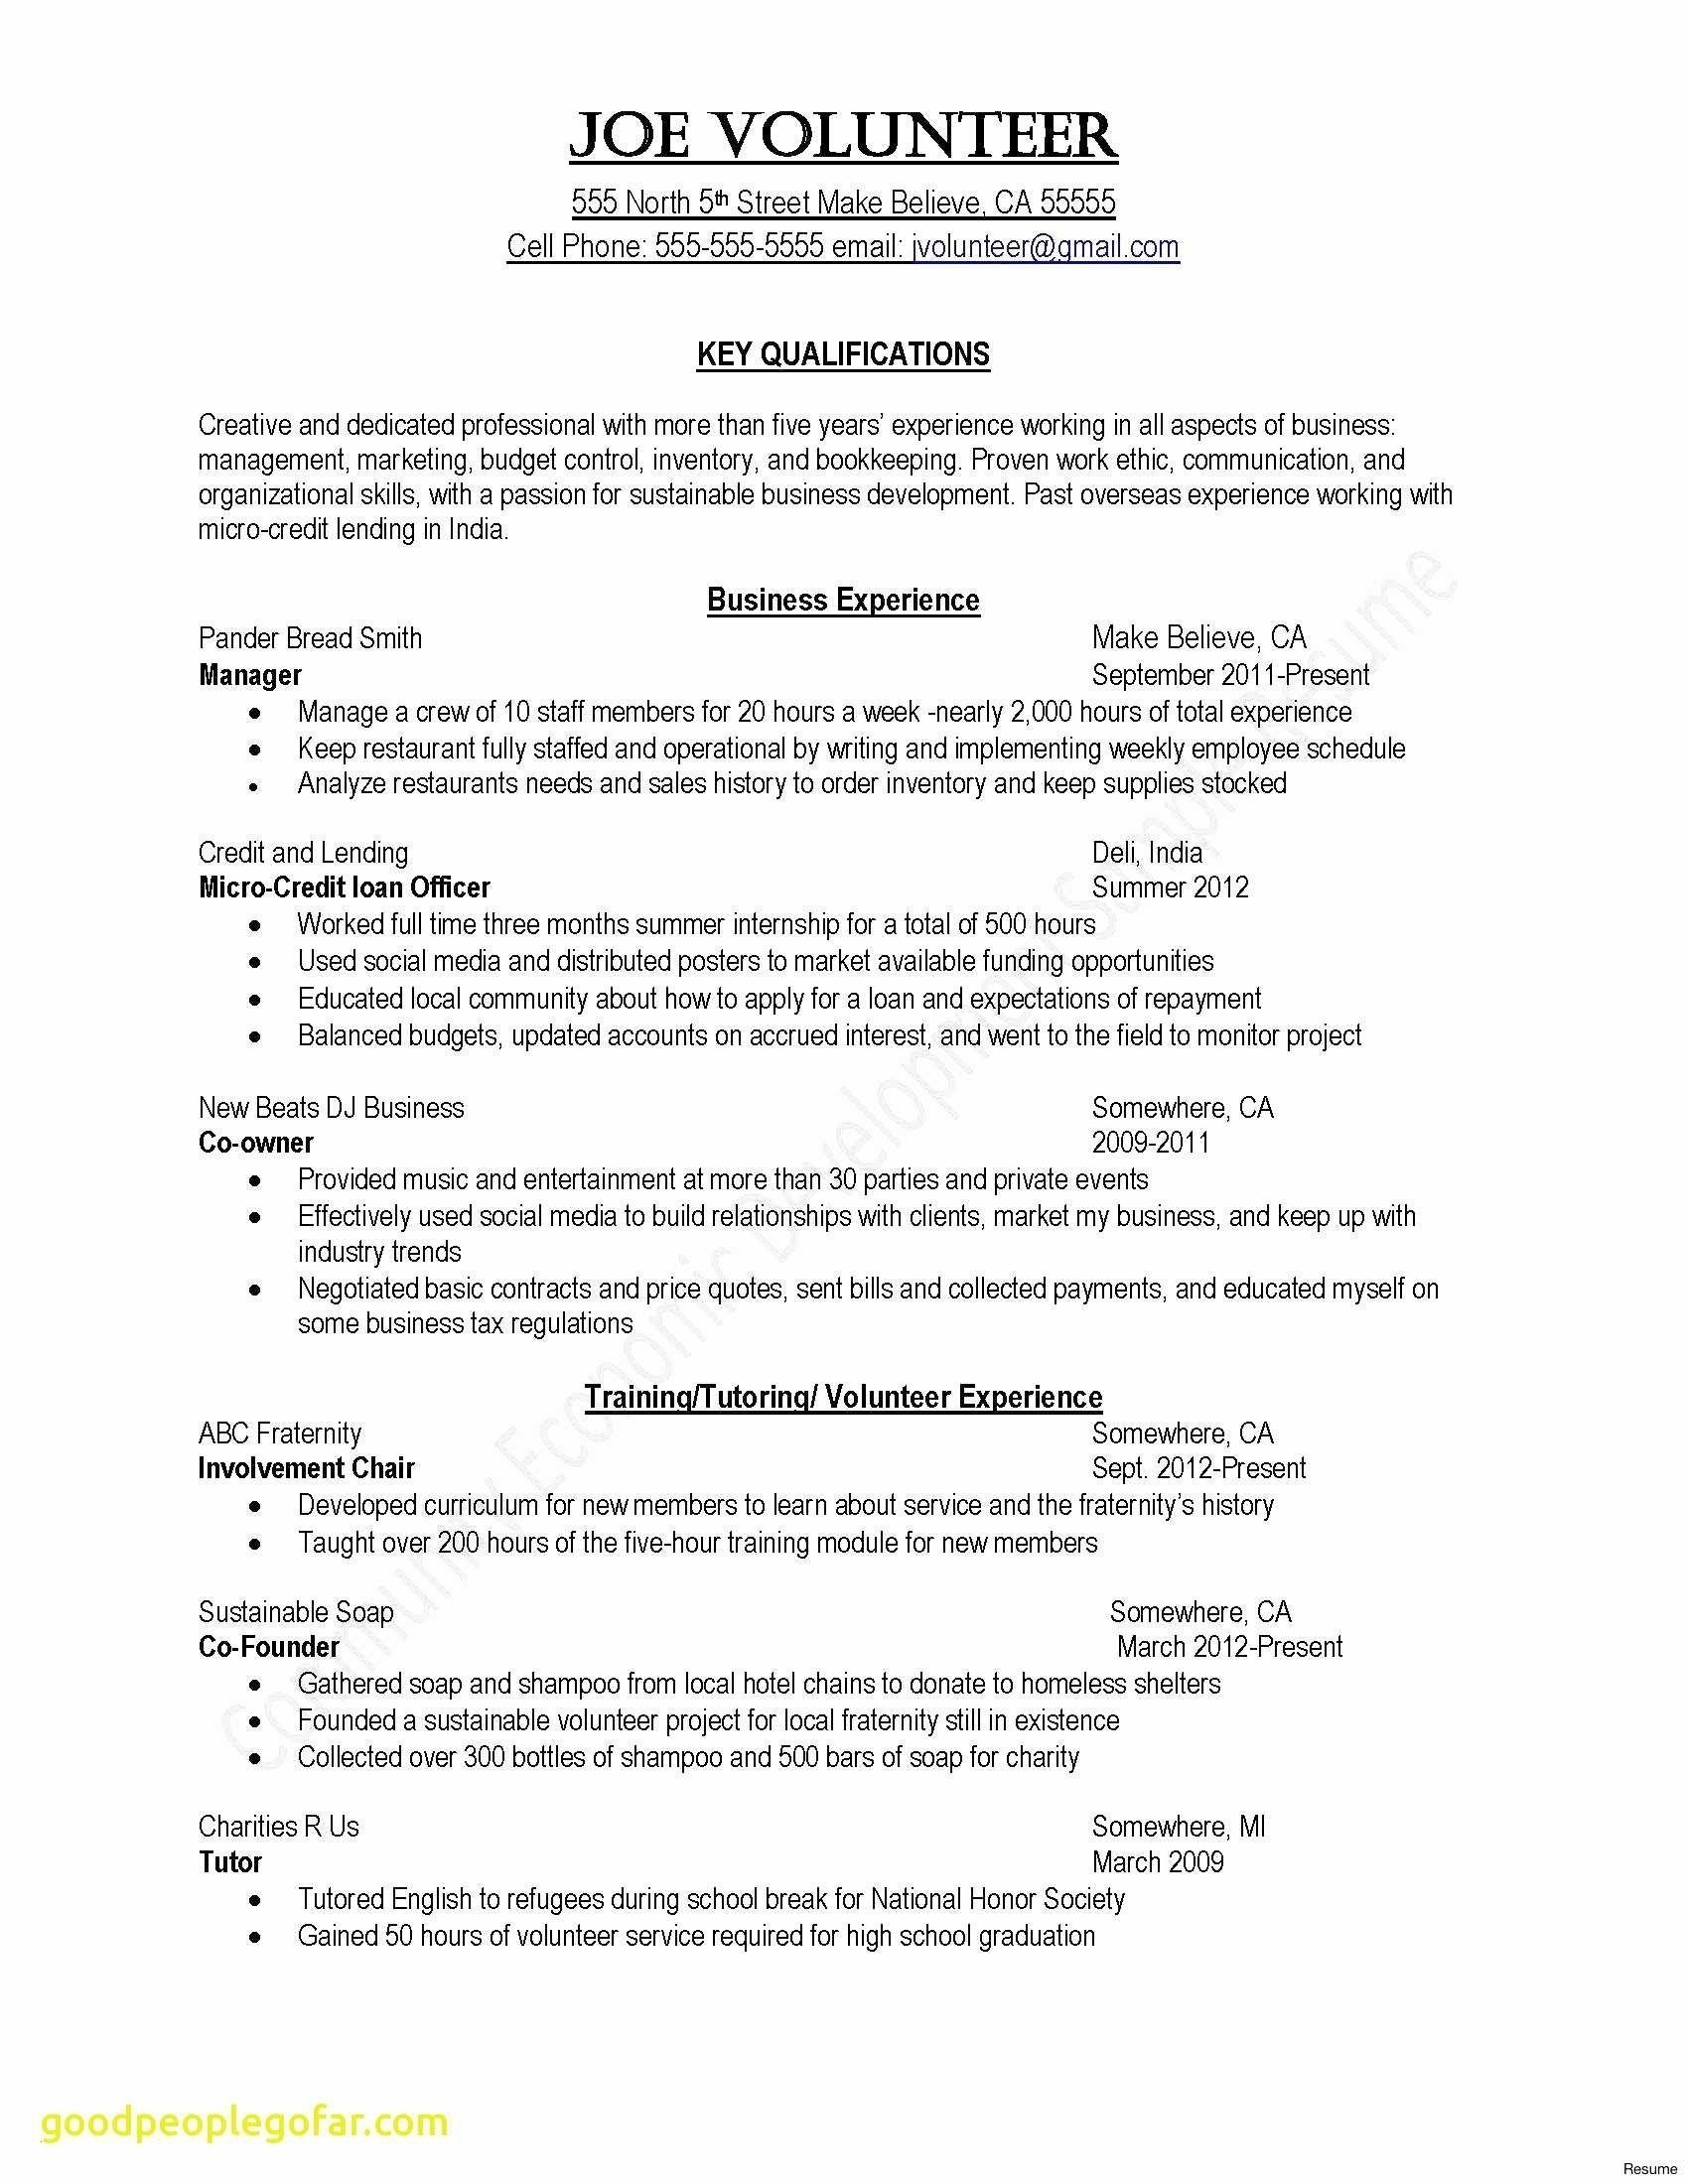 JOE VOLUNTEER
555 North 5th Street Make Believe, CA 55555
Cell Phone: 555-555-5555 email: jvolunteer@gmail.com
KEY QUALIFICATIONS
Creative and dedicated professional with more than five years’ experience working in all aspects of business:
management, marketing, budget control, inventory, and bookkeeping. Proven work ethic, communication, and
organizational skills, with a passion for sustainable business development. Past overseas experience working with
micro-credit lending in India.
Business Experience
Pander Bread Smith Make Believe, CA
Manager September 2011-Present
• Manage a crew of 10 staff members for 20 hours a week -nearly 2,000 hours of total experience
• Keep restaurant fully staffed and operational by writing and implementing weekly employee schedule
• Analyze restaurants needs and sales history to order inventory and keep supplies stocked
Credit and Lending Deli, India
Micro-Credit loan Officer Summer 2012
• Worked full time three months summer internship for a total of 500 hours
• Used social media and distributed posters to market available funding opportunities
• Educated local community about how to apply for a loan and expectations of repayment
• Balanced budgets, updated accounts on accrued interest, and went to the field to monitor project
New Beats DJ Business Somewhere, CA
Co-owner 2009-2011
• Provided music and entertainment at more than 30 parties and private events
• Effectively used social media to build relationships with clients, market my business, and keep up with
industry trends
• Negotiated basic contracts and price quotes, sent bills and collected payments, and educated myself on
some business tax regulations
Training/Tutoring/ Volunteer Experience
ABC Fraternity Somewhere, CA
Involvement Chair Sept. 2012-Present
• Developed curriculum for new members to learn about service and the fraternity’s history
• Taught over 200 hours of the five-hour training module for new members
Sustainable Soap Somewhere, CA
Co-Founder March 2012-Present
• Gathered soap and shampoo from local hotel chains to donate to homeless shelters
• Founded a sustainable volunteer project for local fraternity still in existence
• Collected over 300 bottles of shampoo and 500 bars of soap for charity
Charities R Us Somewhere, MI
Tutor March 2009
• Tutored English to refugees during school break for National Honor Society
• Gained 50 hours of volunteer service required for high school graduation
Community Economic Development Sample Resume
goodpeoplegofar.com
Resume